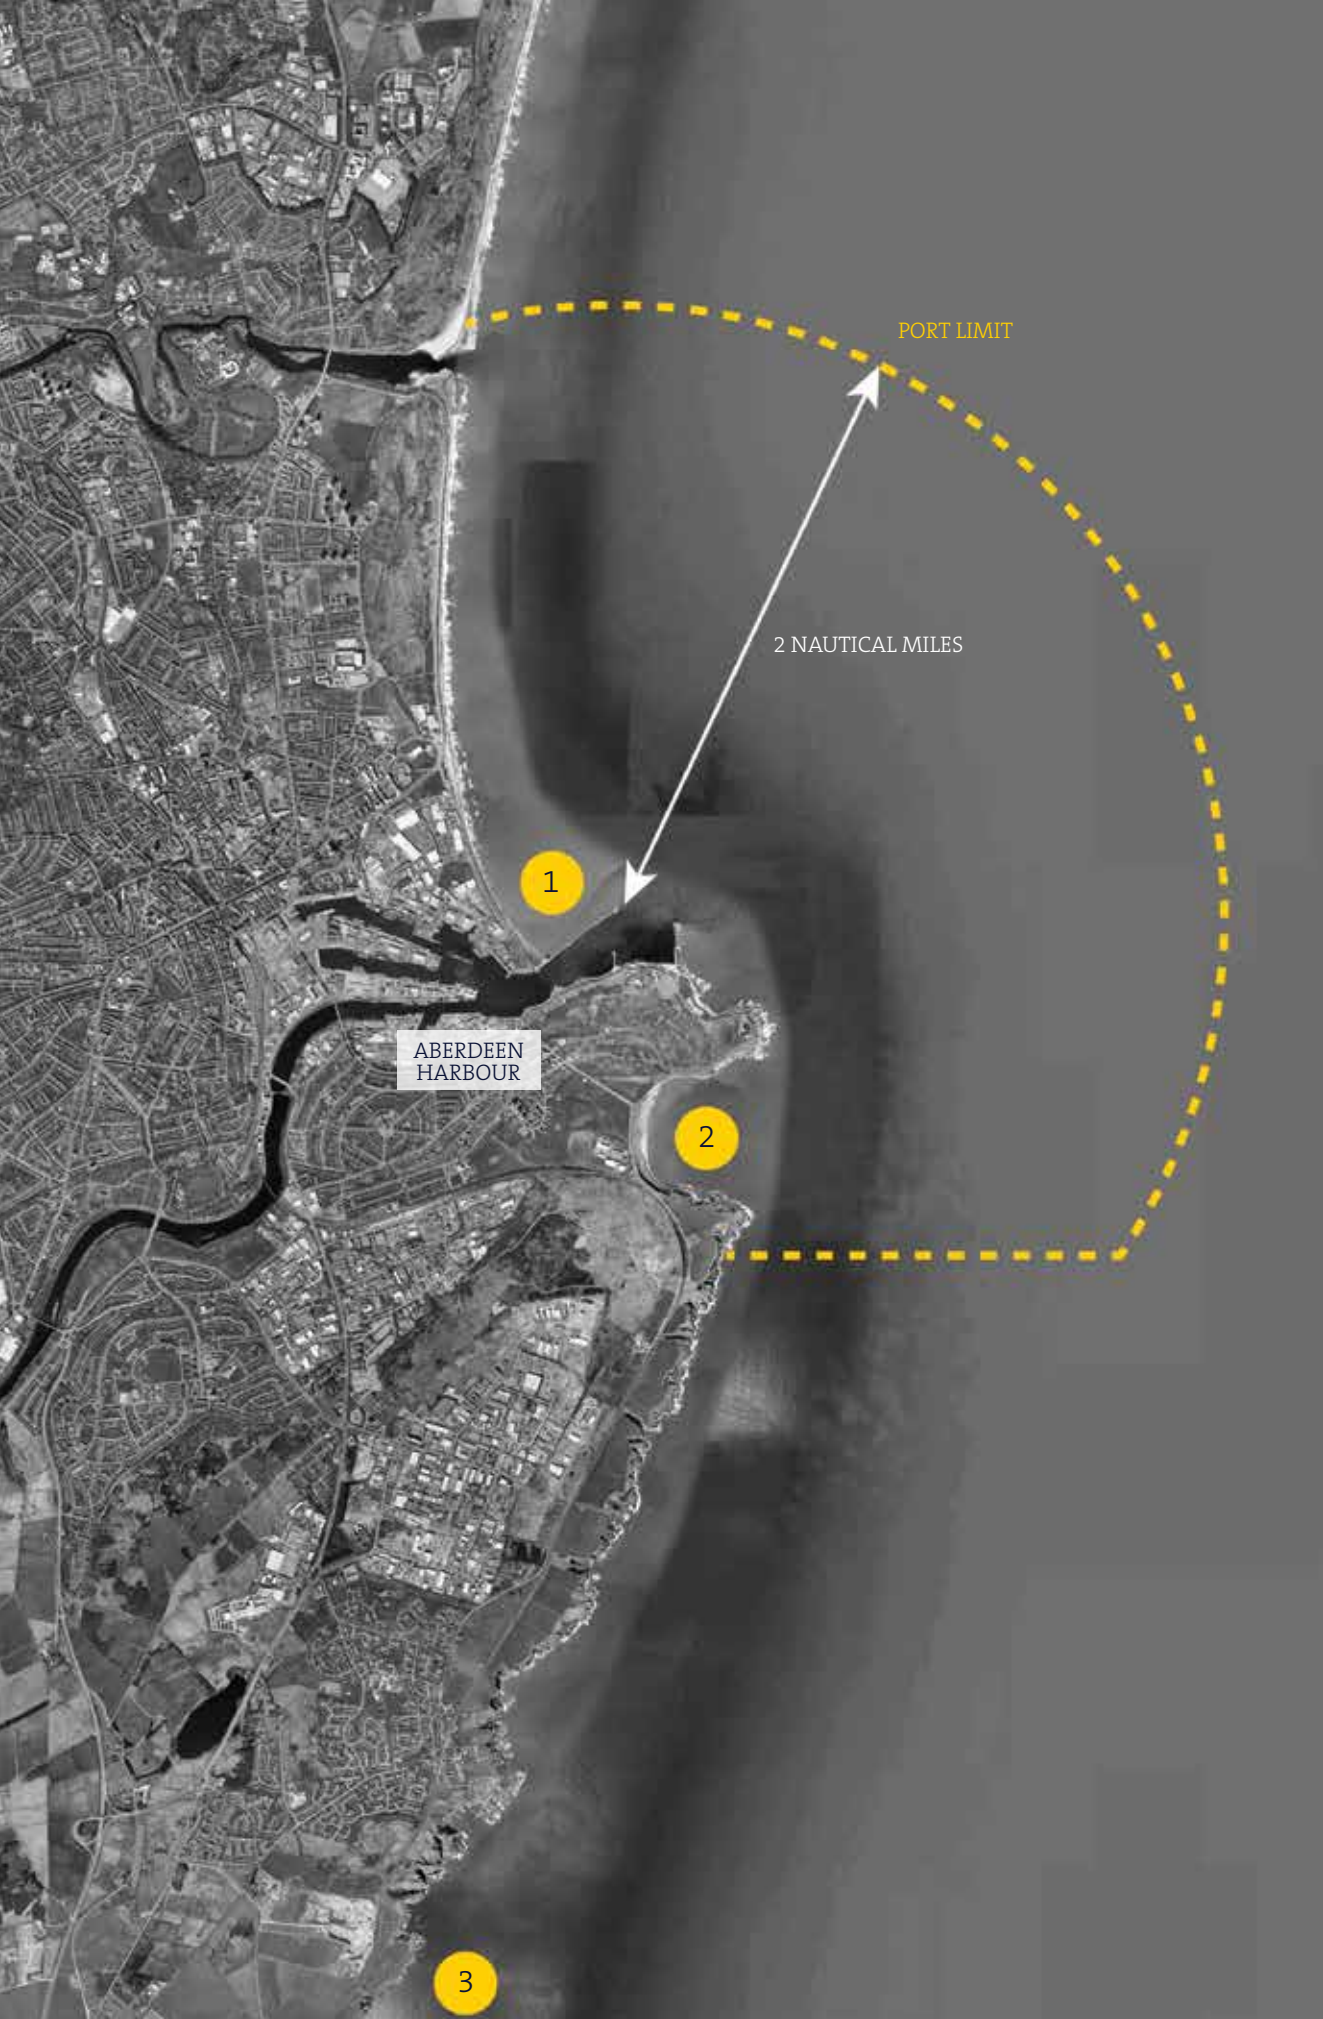 PORT LIMIT
2 NAUTICAL MILES
1
ABERDEEN
HARBOUR
2
3